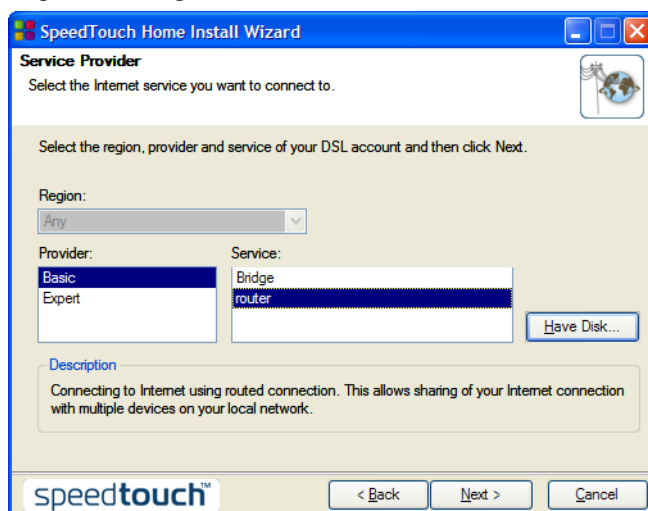 SpeedTouch Home Install Wizard
Service Provider
Select the Internet service you want to connect to.
Select the region, provider and service of your DSL account and then click Next.
Region:
Any
Provider:
Service:
Basic
Expert
Bridge
router
Have Disk...
Description
Connecting to Internet using routed connection. This allows sharing of your Internet connection
with multiple devices on your local network.
speedtouch™
< Back
Next >
Cancel